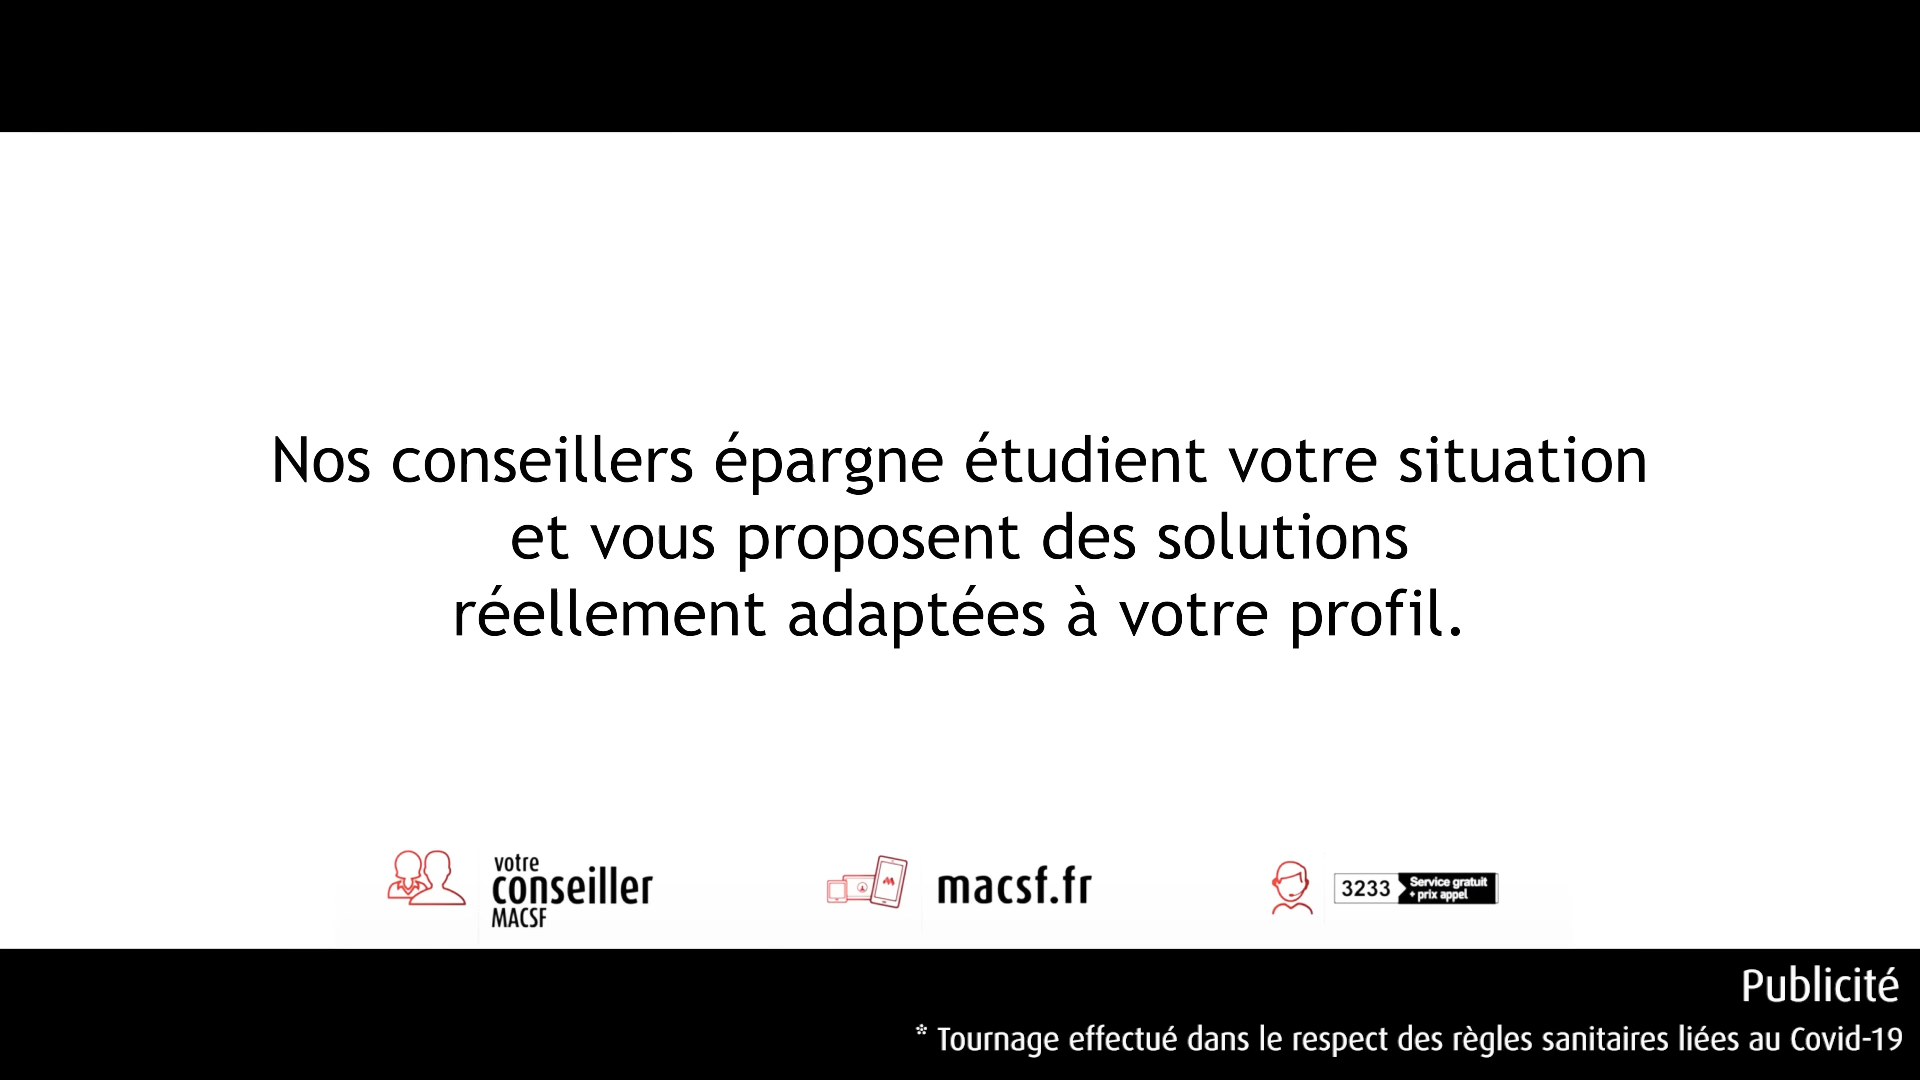 Nos conseillers épargne étudient votre situation
et vous proposent des solutions
réellement adaptées à votre profil.
votre
conseiller
MACSF
macsf.fr
3233 Service gratuit
+ prix appel
Publicité
* Tournage effectué dans le respect des règles sanitaires liées au Covid-19